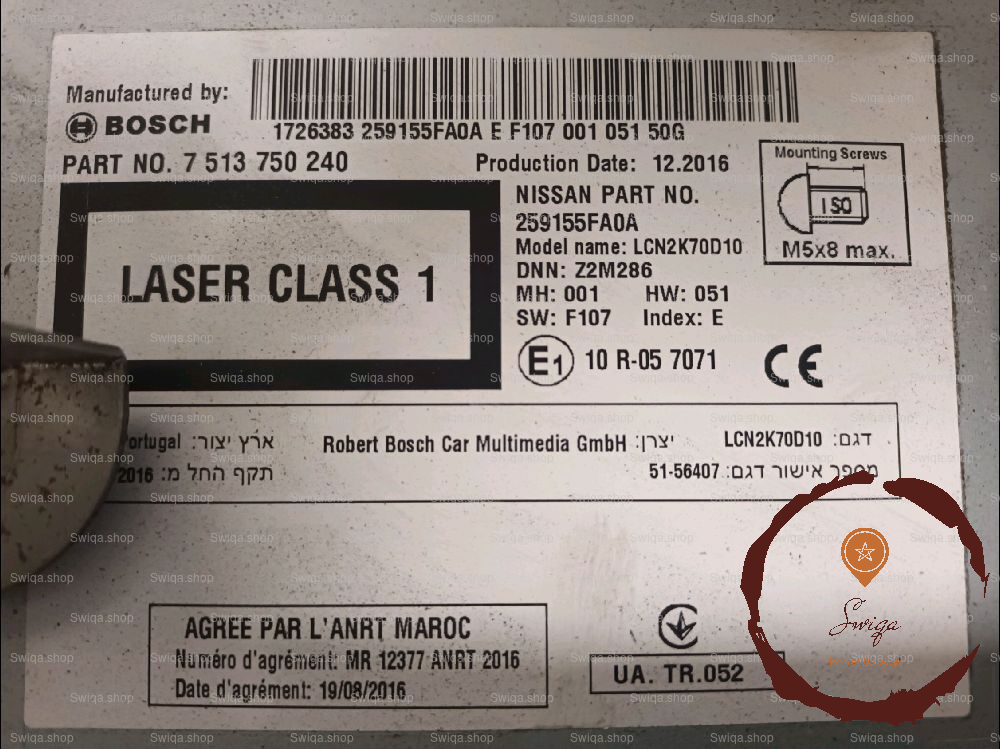 Manufactured by:
BOSCH
1726383 259155FA0A E F107 001 051 50G
PART NO. 7 513 750 240
Production Date: 12.2016
Mounting Screws
ISO
M5x8 max.
LASER CLASS 1
NISSAN PART NO.
259155FA0A
Model name: LCN2K70D10
DNN: Z2M286
MH: 001 HW: 051
SW: F107 Index: E
E1 10 R-05 7071
CE
דגם: LCN2K70D10 יצרן: Robert Bosch Car Multimedia GmbH ארץ יצור: ortugal
מספר אישור דגם: 51-56407 תקף החל מ: 2016
AGREE PAR L'ANRT MAROC
Numéro d'agrément: MR 12377 ANRT 2016
Date d'agrément: 19/08/2016
UA. TR.052
Swiqa
Swiqa.shop